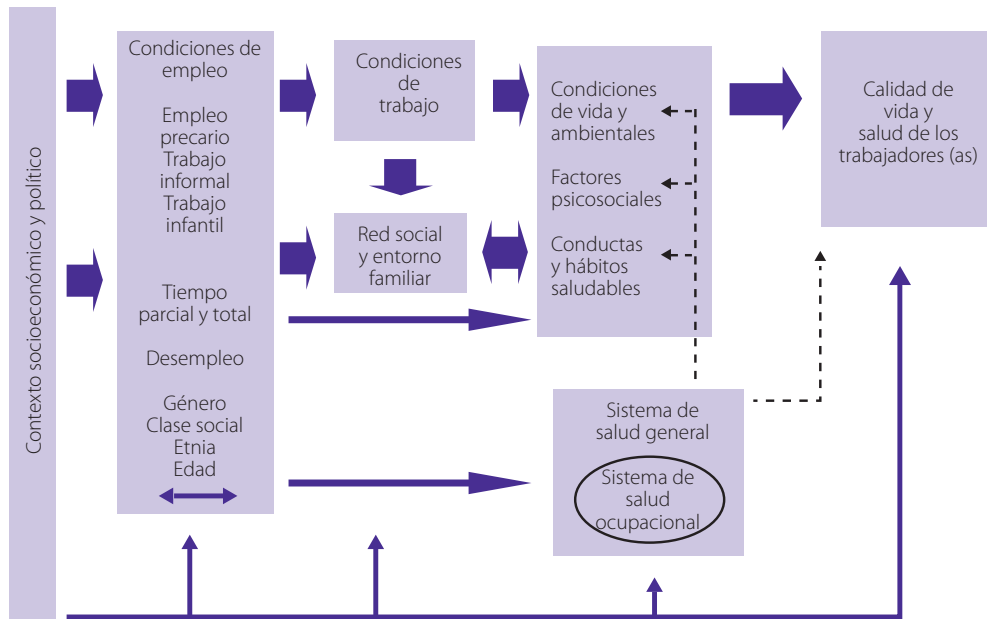 Contexto socioeconómico y político
Condiciones de
empleo
Empleo
precario
Trabajo
informal
Trabajo
infantil
Tiempo
parcial y total
Desempleo
Género
Clase social
Etnia
Edad
Condiciones
de
trabajo
Red social
y entorno
familiar
Condiciones
de vida y
ambientales
Factores
psicosociales
Conductas
y hábitos
saludables
Sistema de
salud general
Sistema de
salud
ocupacional
Calidad de
vida y
salud de los
trabajadores (as)